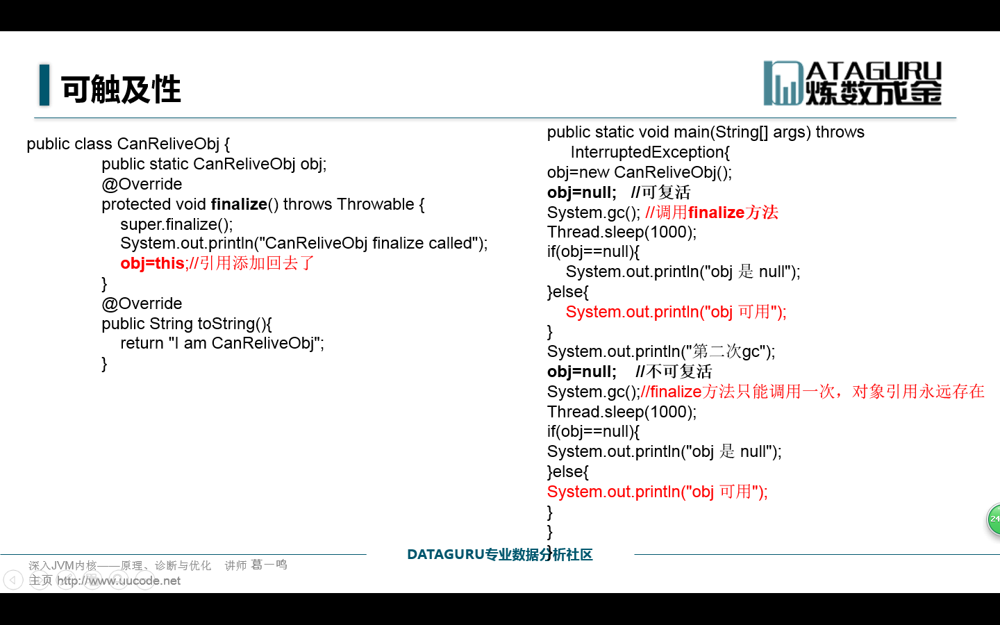 可触及性
DATAGURU
炼数成金
public class CanReliveObj {
public static CanReliveObj obj;
@Override
protected void finalize() throws Throwable {
super.finalize();
System.out.println("CanReliveObj finalize called");
obj=this;//引用添加回去了
}
@Override
public String toString(){
return "I am CanReliveObj";
}
public static void main(String[] args) throws
InterruptedException{
obj=new CanReliveObj();
obj=null; //可复活
System.gc(); //调用finalize方法
Thread.sleep(1000);
if(obj==null){
System.out.println("obj 是 null");
}else{
System.out.println("obj 可用");
}
System.out.println("第二次gc");
obj=null; //不可复活
System.gc();//finalize方法只能调用一次，对象引用永远存在
Thread.sleep(1000);
if(obj==null){
System.out.println("obj 是 null");
}else{
System.out.println("obj 可用");
}
}
}
DATAGURU专业数据分析社区
深入JVM内核——原理、诊断与优化 讲师 葛一鸣
主页 http://www.uucode.net
24